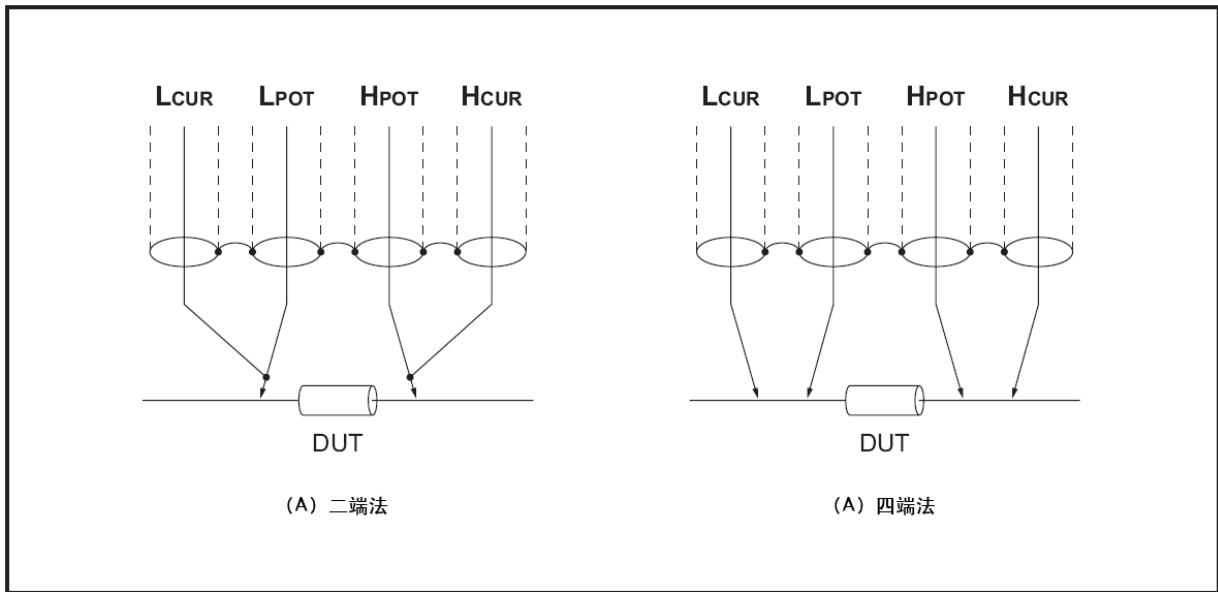 LCUR LPOT HPOT HCUR
LCUR LPOT HPOT HCUR
DUT
DUT
（A）二端法
（A）四端法